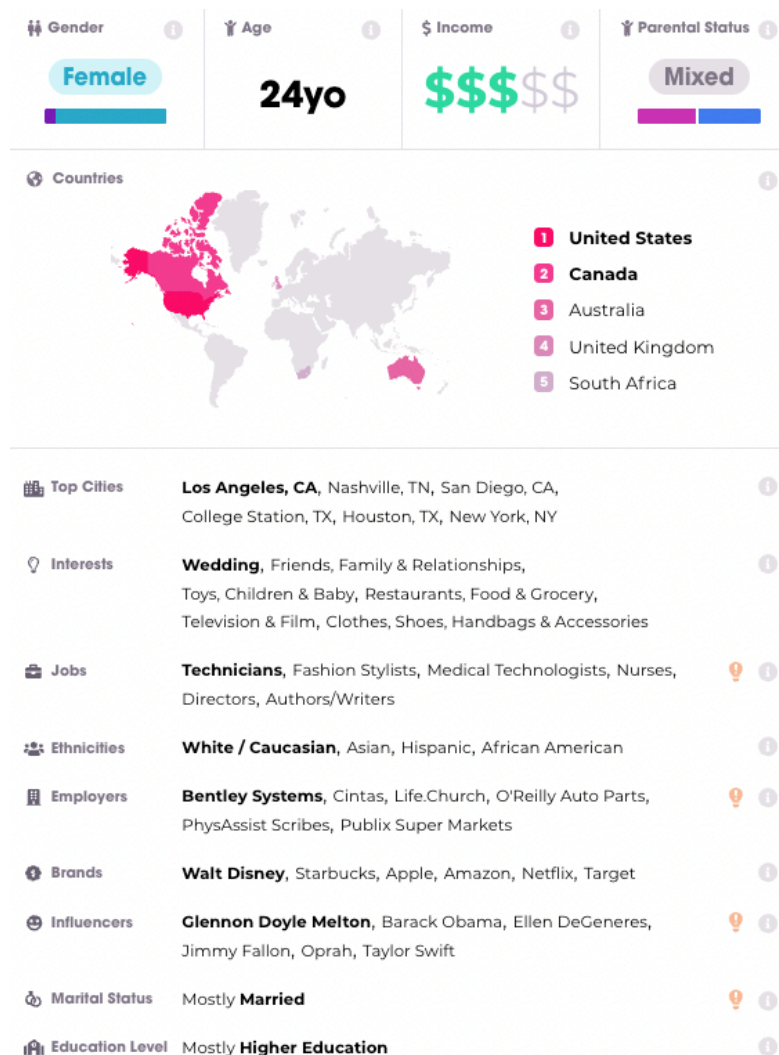 Gender
Age
$ Income
Parental Status
Female
24yo
$$$$$
Mixed
Countries
1 United States
2 Canada
3 Australia
4 United Kingdom
5 South Africa
Top Cities
Los Angeles, CA, Nashville, TN, San Diego, CA,
College Station, TX, Houston, TX, New York, NY
Interests
Wedding, Friends, Family & Relationships,
Toys, Children & Baby, Restaurants, Food & Grocery,
Television & Film, Clothes, Shoes, Handbags & Accessories
Jobs
Technicians, Fashion Stylists, Medical Technologists, Nurses,
Directors, Authors/Writers
Ethnicities
White / Caucasian, Asian, Hispanic, African American
Employers
Bentley Systems, Cintas, Life.Church, O'Reilly Auto Parts,
PhysAssist Scribes, Publix Super Markets
Brands
Walt Disney, Starbucks, Apple, Amazon, Netflix, Target
Influencers
Glennon Doyle Melton, Barack Obama, Ellen DeGeneres,
Jimmy Fallon, Oprah, Taylor Swift
Marital Status
Mostly Married
Education Level
Mostly Higher Education